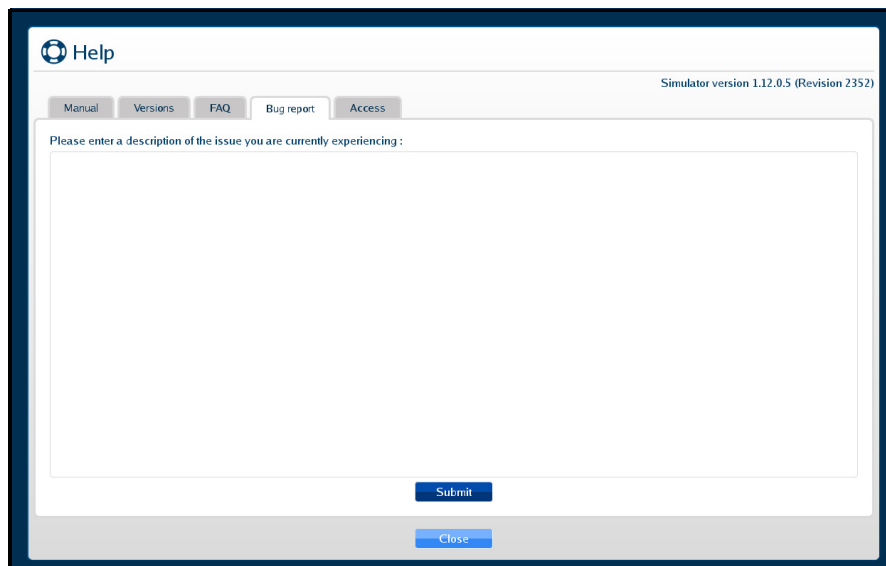 Help
Simulator version 1.12.0.5 (Revision 2352)
Manual Versions FAQ Bug report Access
Please enter a description of the issue you are currently experiencing :
Submit
Close